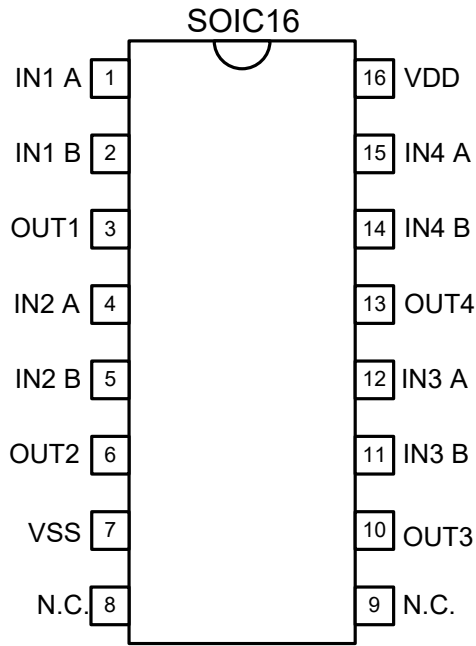 SOIC16
IN1 A 1 16 VDD
IN1 B 2 15 IN4 A
OUT1 3 14 IN4 B
IN2 A 4 13 OUT4
IN2 B 5 12 IN3 A
OUT2 6 11 IN3 B
VSS 7 10 OUT3
N.C. 8 9 N.C.